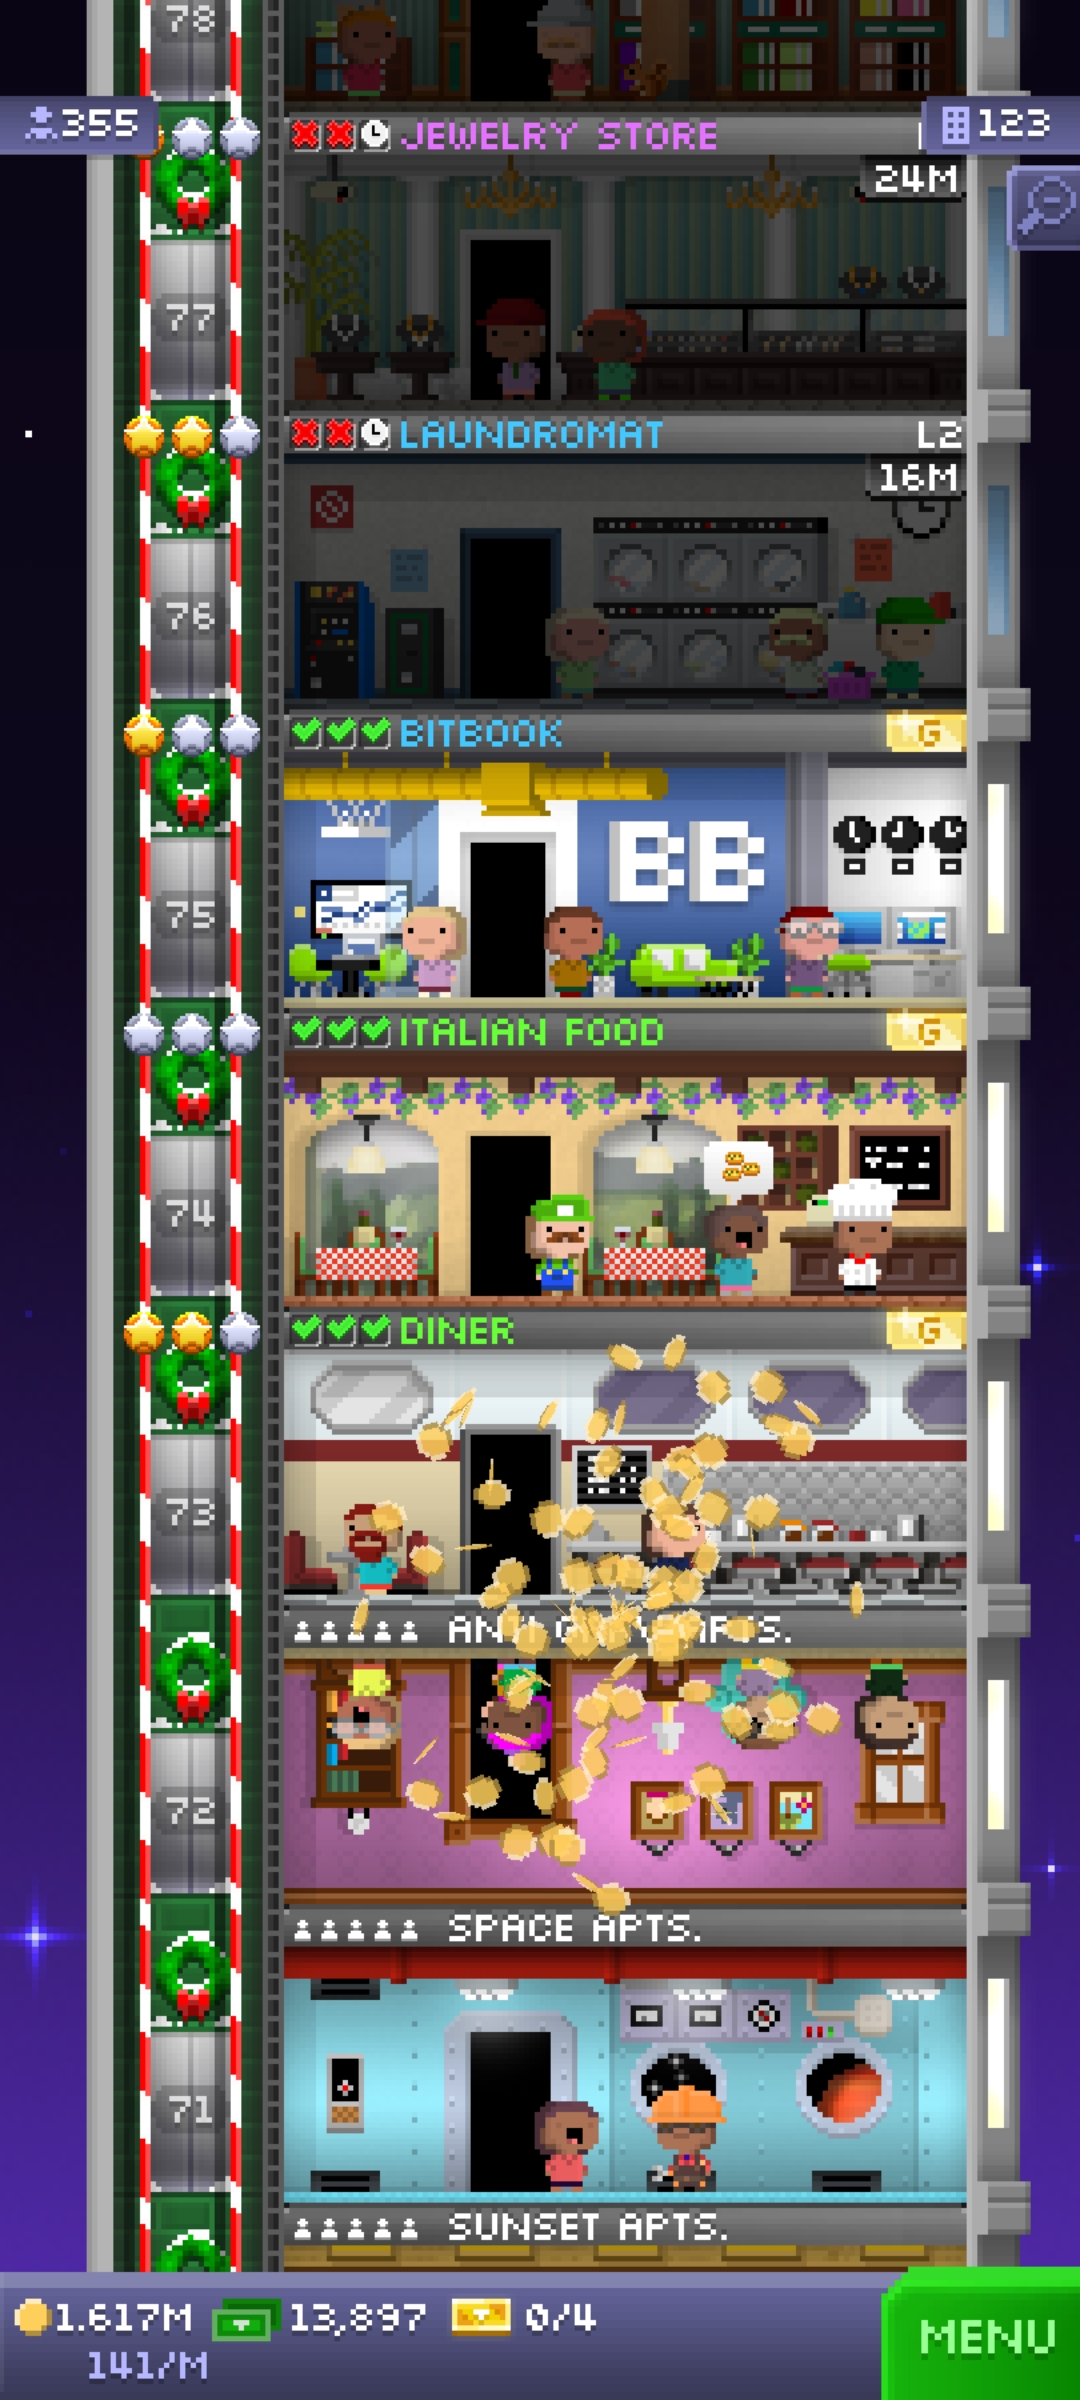 78
355
123
JEWELRY STORE
24M
77
LAUNDROMAT
L2
16M
76
BITBOOK
G
BB
75
ITALIAN FOOD
G
74
DINER
G
73
APTS.
72
SPACE APTS.
71
SUNSET APTS.
1.617M
13,897
0/4
MENU
141/M